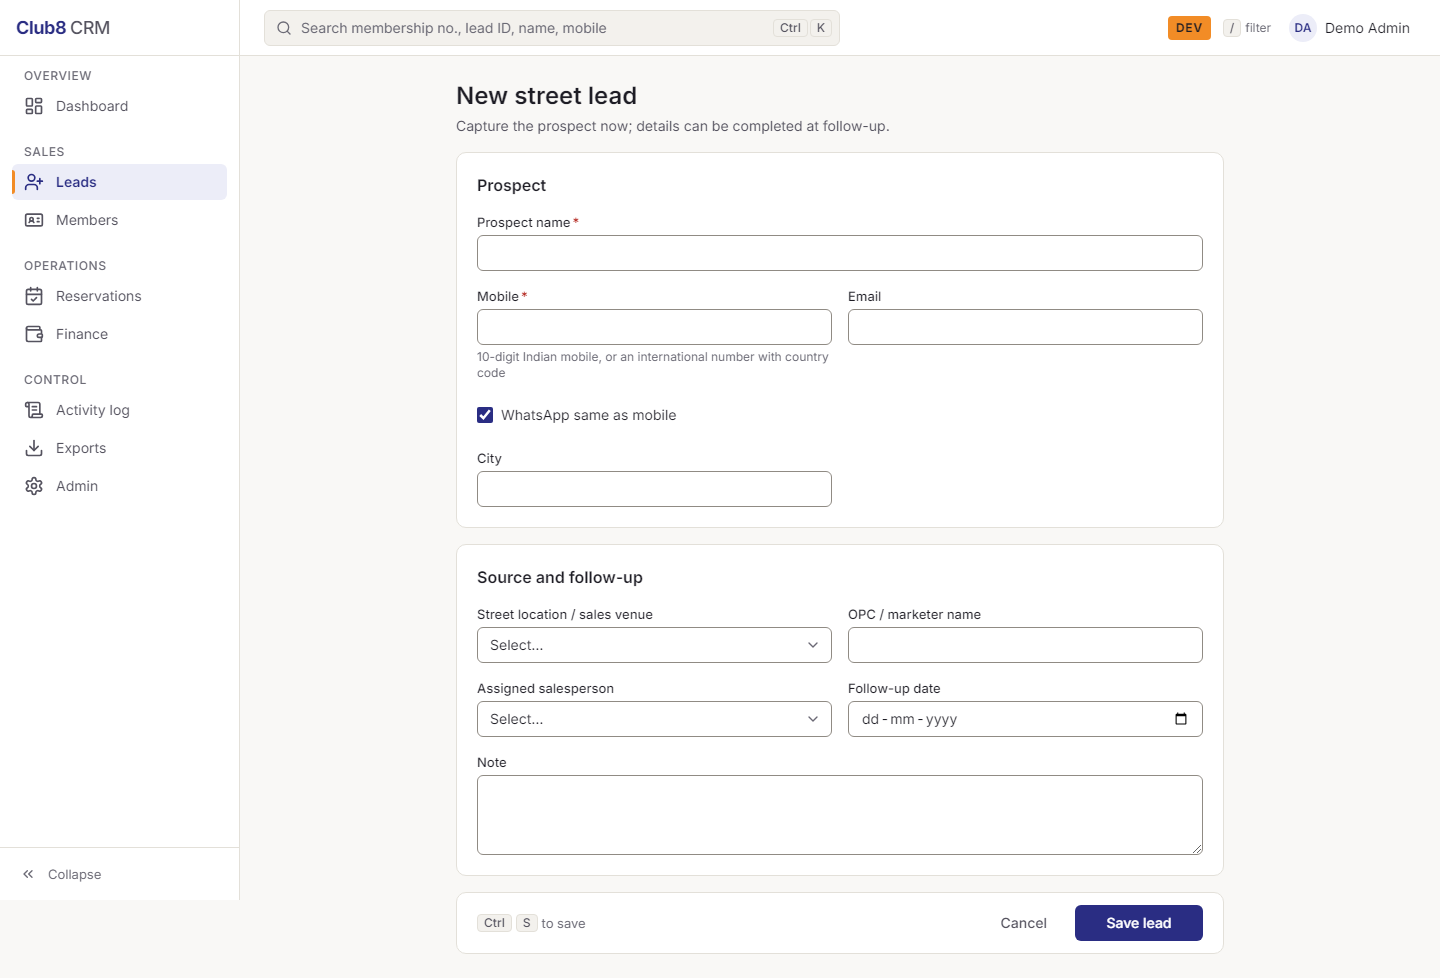 Club8 CRM
Search membership no., lead ID, name, mobile
Ctrl K
DEV
/ filter
DA Demo Admin
OVERVIEW
Dashboard
SALES
Leads
Members
OPERATIONS
Reservations
Finance
CONTROL
Activity log
Exports
Admin
Collapse
New street lead
Capture the prospect now; details can be completed at follow-up.
Prospect
Prospect name *
Mobile *
Email
10-digit Indian mobile, or an international number with country
code
WhatsApp same as mobile
City
Source and follow-up
Street location / sales venue
OPC / marketer name
Select...
Assigned salesperson
Follow-up date
Select...
dd-mm-yyyy
Note
Ctrl S to save
Cancel
Save lead